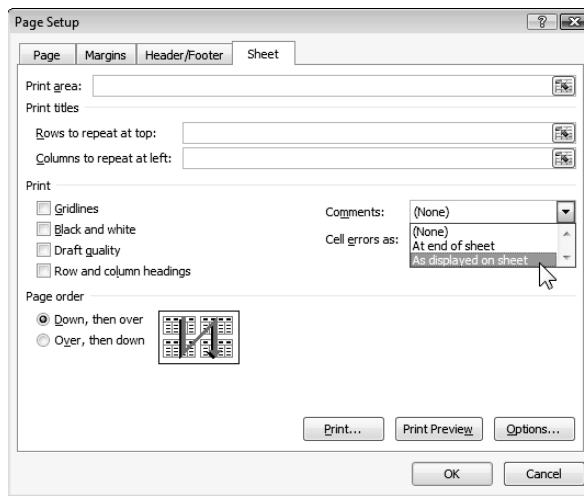 Page Setup
Page Margins Header/Footer Sheet
Print area:
Print titles
Rows to repeat at top:
Columns to repeat at left:
Print
Gridlines
Black and white
Draft quality
Row and column headings
Comments: (None)
Cell errors as:
(None)
At end of sheet
As displayed on sheet
Page order
Down, then over
Over, then down
Print... Print Preview Options...
OK Cancel